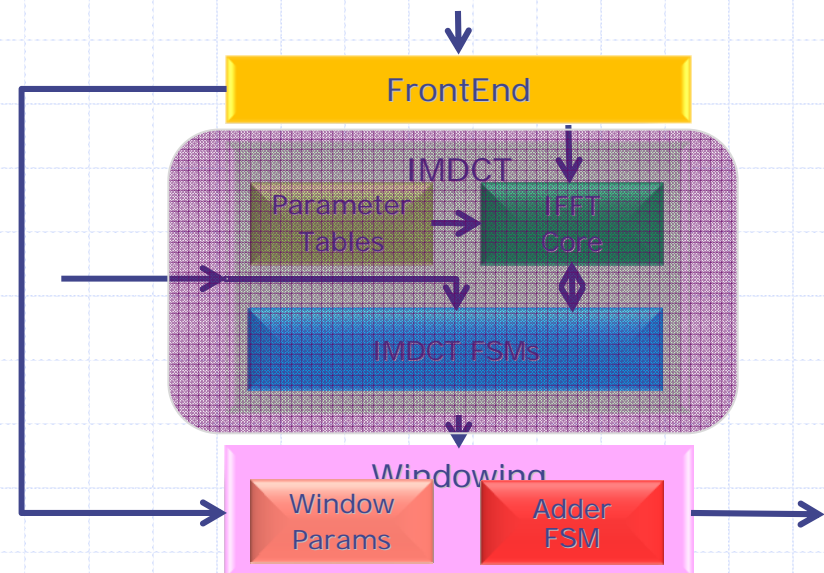 FrontEnd
IMDCT
Parameter
Tables
IFFT
Core
IMDCT FSMs
Windowing
Window
Params
Adder
FSM